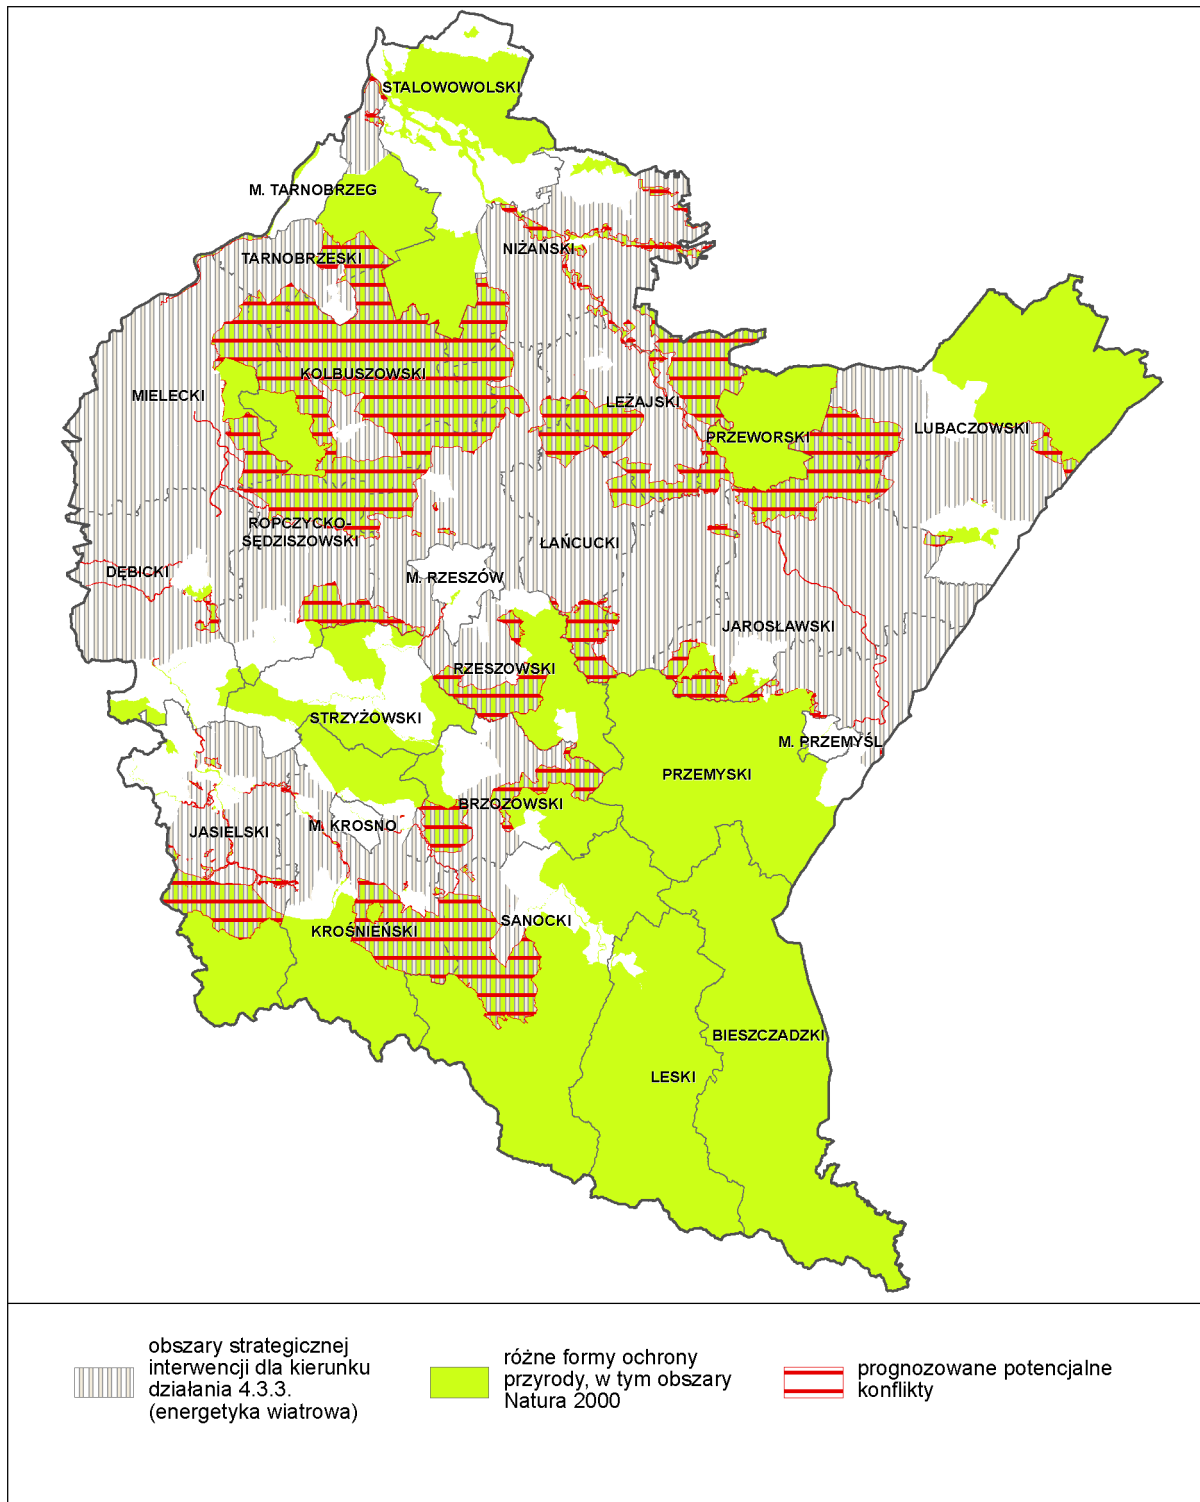 STALOWOWOLSKI
M. TARNOBRZEG
TARNOBRZESKI
NIŻAŃSKI
KOLBUSZOWSKI
MIELECKI
LEŻAJSKI
PRZEWORSKI
LUBACZOWSKI
ROPCZYCKO-
SĘDZISZOWSKI
ŁAŃCUCKI
DĘBICKI
M. RZESZÓW
JAROSŁAWSKI
RZESZOWSKI
STRZYŻOWSKI
M. PRZEMYŚL
PRZEMYSKI
BRZOZOWSKI
JASIELSKI
M. KROSNO
SANOCKI
KROŚNIEŃSKI
BIESZCZADZKI
LESKI
obszary strategicznej
interwencji dla kierunku
działania 4.3.3.
(energetyka wiatrowa)
różne formy ochrony
przyrody, w tym obszary
Natura 2000
prognozowane potencjalne
konflikty